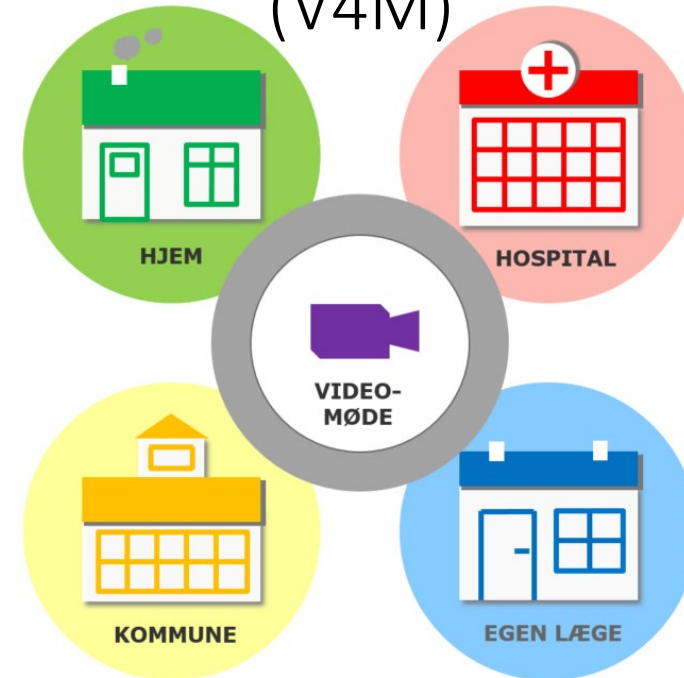 (V4M)
HJEM
HOSPITAL
VIDEO-
MØDE
KOMMUNE
EGEN LÆGE